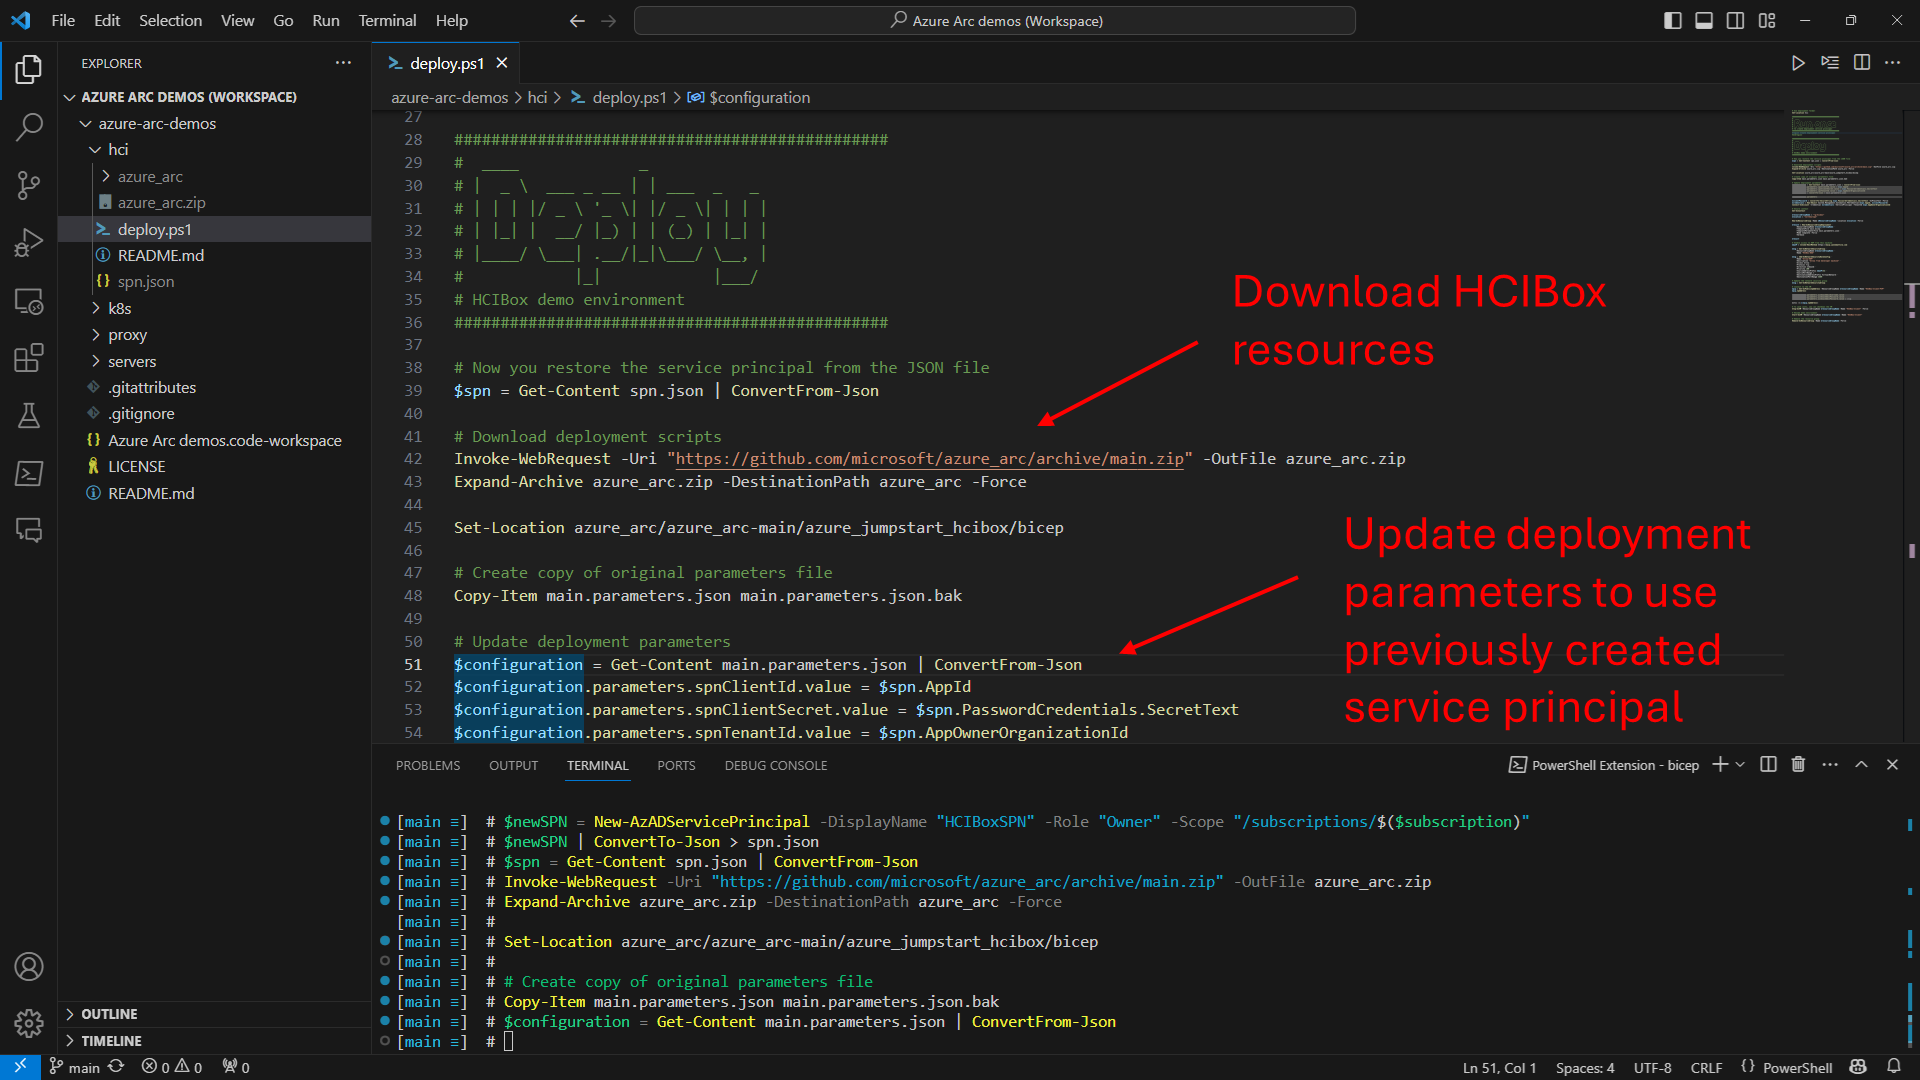 File Edit Selection View Go Run Terminal Help
Azure Arc demos (Workspace)
EXPLORER
AZURE ARC DEMOS (WORKSPACE)
azure-arc-demos
hci
azure_arc
azure_arc.zip
deploy.ps1
README.md
spn.json
k8s
proxy
servers
.gitattributes
.gitignore
Azure Arc demos.code-workspace
LICENSE
README.md
OUTLINE
TIMELINE
deploy.ps1
azure-arc-demos > hci > deploy.ps1 > $configuration
27
28 ###############################################
29 #  ____             _
30 # |  _ \  ___ _ __ | | ___  _   _
31 # | | | |/ _ \ '_ \| |/ _ \| | | |
32 # | |_| |  __/ |_) | | (_) | |_| |
33 # |____/ \___| .__/|_|\___/ \__, |
34 #            |_|            |___/
35 # HCIBox demo environment
36 ###############################################
37
38 # Now you restore the service principal from the JSON file
39 $spn = Get-Content spn.json | ConvertFrom-Json
40
41 # Download deployment scripts
42 Invoke-WebRequest -Uri "https://github.com/microsoft/azure_arc/archive/main.zip" -OutFile azure_arc.zip
43 Expand-Archive azure_arc.zip -DestinationPath azure_arc -Force
44
45 Set-Location azure_arc/azure_arc-main/azure_jumpstart_hcibox/bicep
46
47 # Create copy of original parameters file
48 Copy-Item main.parameters.json main.parameters.json.bak
49
50 # Update deployment parameters
51 $configuration = Get-Content main.parameters.json | ConvertFrom-Json
52 $configuration.parameters.spnClientId.value = $spn.AppId
53 $configuration.parameters.spnClientSecret.value = $spn.PasswordCredentials.SecretText
54 $configuration.parameters.spnTenantId.value = $spn.AppOwnerOrganizationId
Download HCIBox
resources
Update deployment
parameters to use
previously created
service principal
PROBLEMS OUTPUT TERMINAL PORTS DEBUG CONSOLE
PowerShell Extension - bicep
[main ≡] # $newSPN = New-AzADServicePrincipal -DisplayName "HCIBoxSPN" -Role "Owner" -Scope "/subscriptions/$($subscription)"
[main ≡] # $newSPN | ConvertTo-Json > spn.json
[main ≡] # $spn = Get-Content spn.json | ConvertFrom-Json
[main ≡] # Invoke-WebRequest -Uri "https://github.com/microsoft/azure_arc/archive/main.zip" -OutFile azure_arc.zip
[main ≡] # Expand-Archive azure_arc.zip -DestinationPath azure_arc -Force
[main ≡] #
[main ≡] # Set-Location azure_arc/azure_arc-main/azure_jumpstart_hcibox/bicep
[main ≡] #
[main ≡] # # Create copy of original parameters file
[main ≡] # Copy-Item main.parameters.json main.parameters.json.bak
[main ≡] # $configuration = Get-Content main.parameters.json | ConvertFrom-Json
[main ≡] #
main 0 0 0
Ln 51, Col 1 Spaces: 4 UTF-8 CRLF {} PowerShell